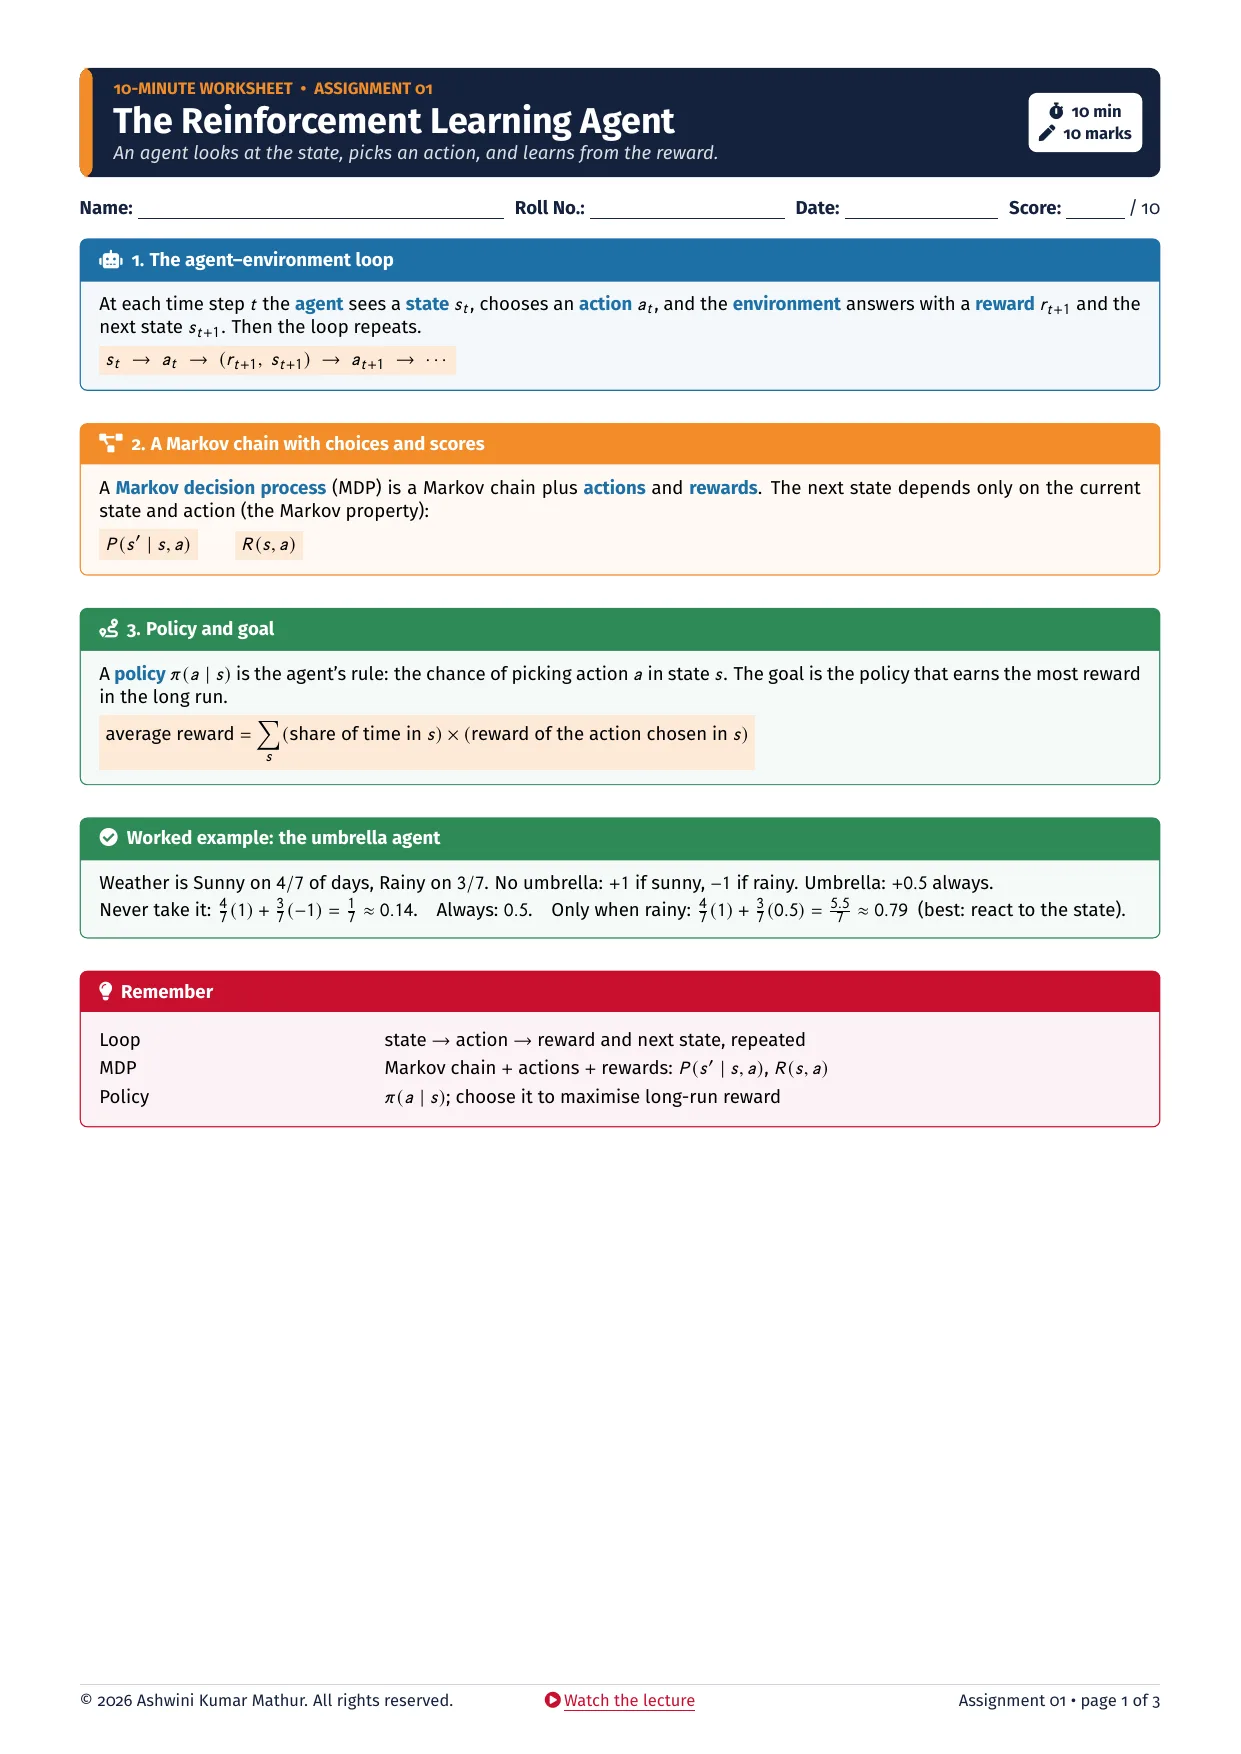 10-MINUTE WORKSHEET • ASSIGNMENT 01
The Reinforcement Learning Agent
An agent looks at the state, picks an action, and learns from the reward.
10 min
10 marks
Name: Roll No.: Date: Score: / 10
1. The agent–environment loop
At each time step t the agent sees a state s_t, chooses an action a_t, and the environment answers with a reward r_{t+1} and the
next state s_{t+1}. Then the loop repeats.
s_t → a_t → (r_{t+1}, s_{t+1}) → a_{t+1} → ⋯
2. A Markov chain with choices and scores
A Markov decision process (MDP) is a Markov chain plus actions and rewards. The next state depends only on the current
state and action (the Markov property):
P(s′ | s, a) R(s, a)
3. Policy and goal
A policy π(a | s) is the agent’s rule: the chance of picking action a in state s. The goal is the policy that earns the most reward
in the long run.
average reward = ∑_s (share of time in s) × (reward of the action chosen in s)
Worked example: the umbrella agent
Weather is Sunny on 4/7 of days, Rainy on 3/7. No umbrella: +1 if sunny, −1 if rainy. Umbrella: +0.5 always.
Never take it: 4/7(1) + 3/7(−1) = 1/7 ≈ 0.14. Always: 0.5. Only when rainy: 4/7(1) + 3/7(0.5) = 5.5/7 ≈ 0.79 (best: react to the state).
Remember
Loop state → action → reward and next state, repeated
MDP Markov chain + actions + rewards: P(s′ | s, a), R(s, a)
Policy π(a | s); choose it to maximise long-run reward
© 2026 Ashwini Kumar Mathur. All rights reserved. Watch the lecture Assignment 01 • page 1 of 3